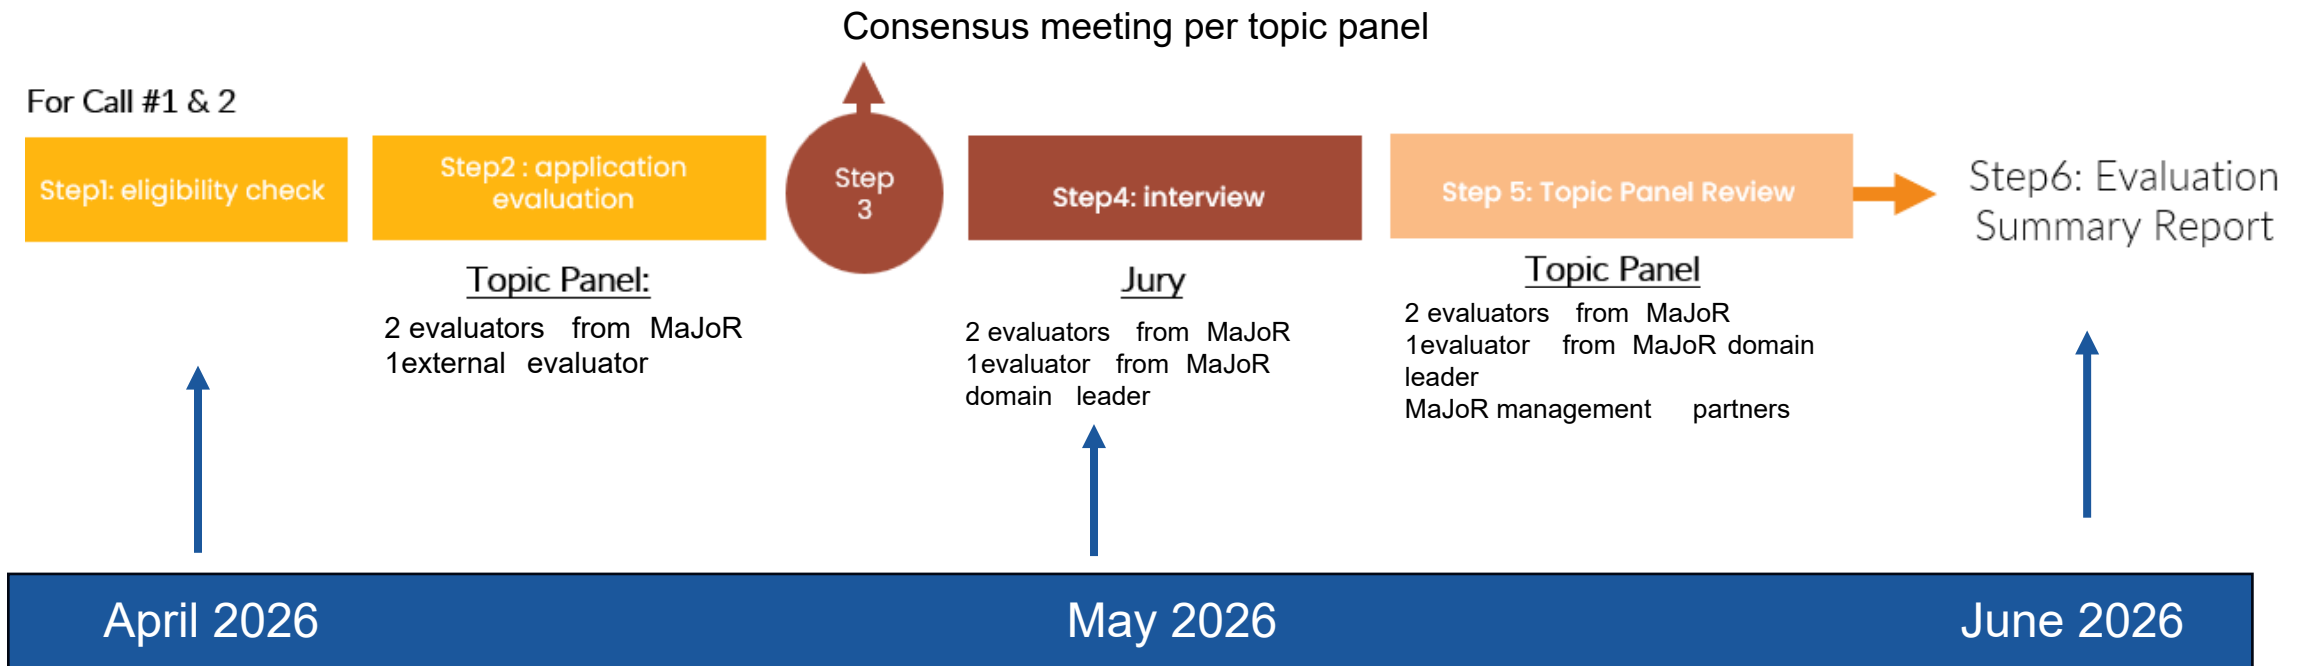 Consensus meeting per topic panel
For Call #1 & 2
Step1: eligibility check
Step2 : application
evaluation
Step
3
Step4: interview
Step 5: Topic Panel Review
Step6: Evaluation
Summary Report
Topic Panel:
2 evaluators from MaJoR
1external evaluator
Jury
2 evaluators from MaJoR
1evaluator from MaJoR
domain leader
Topic Panel
2 evaluators from MaJoR
1evaluator from MaJoR domain
leader
MaJoR management partners
April 2026
May 2026
June 2026